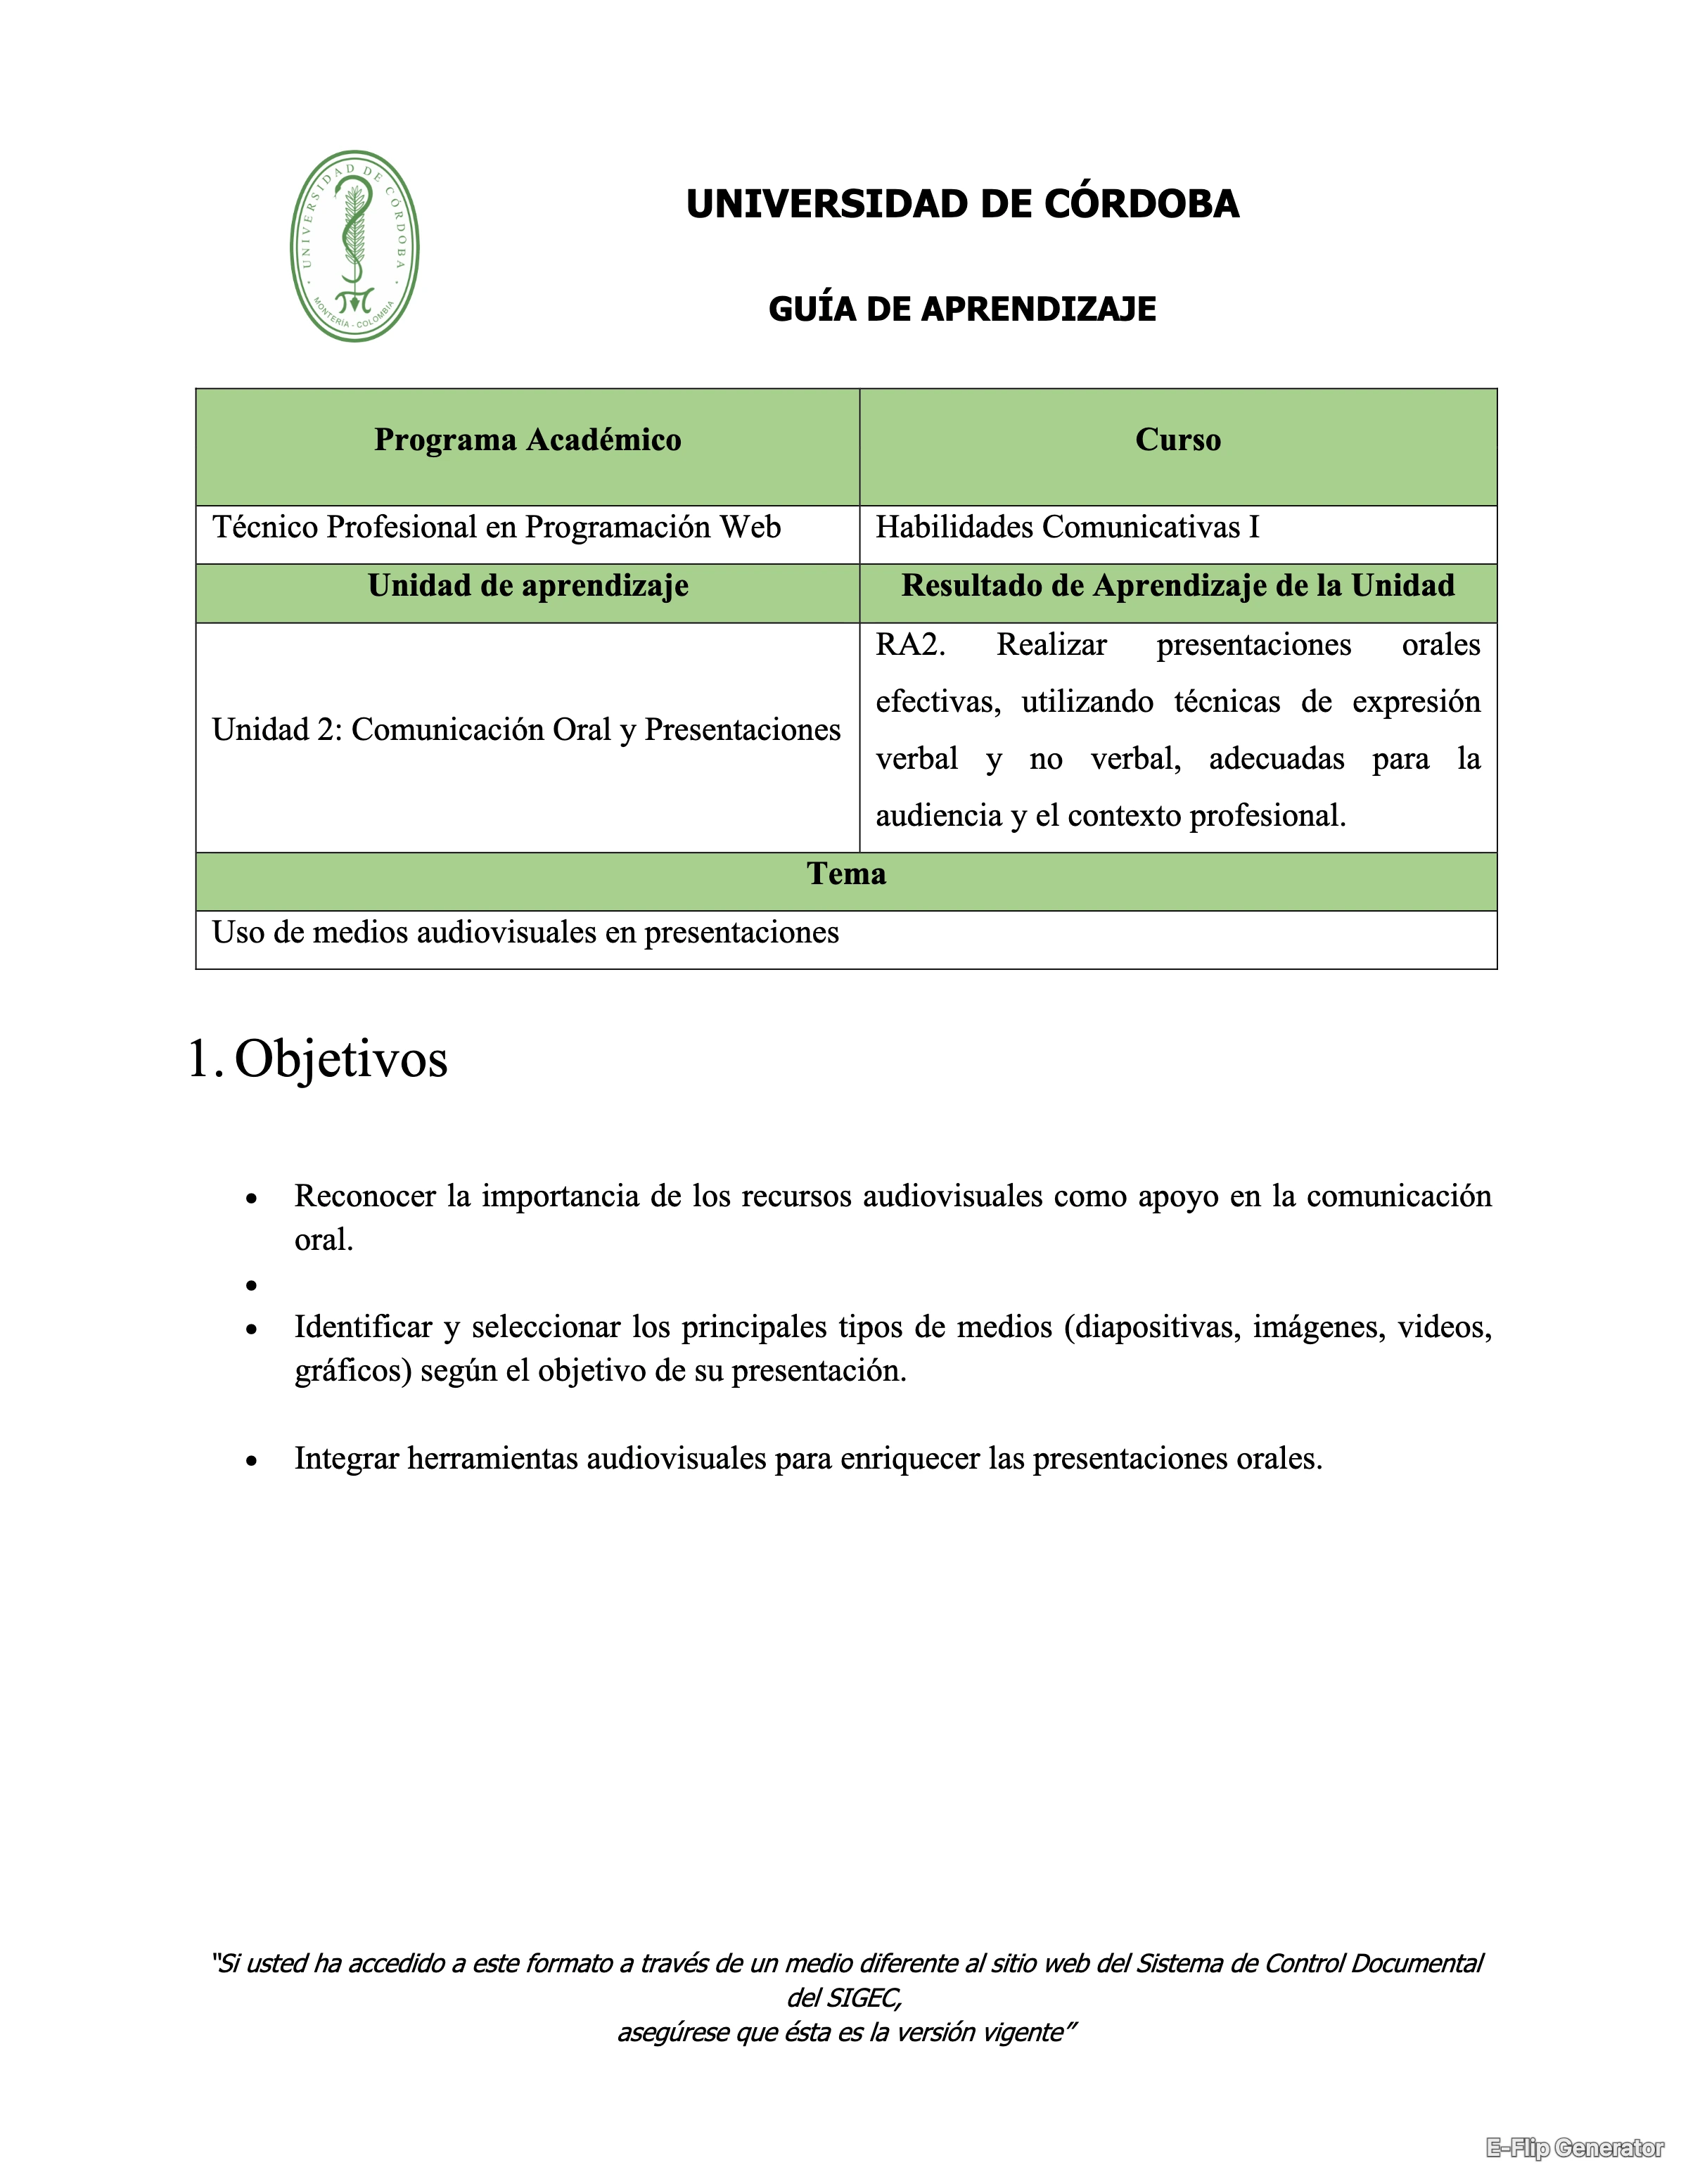 UNIVERSIDAD DE CÓRDOBA
MONTERÍA - COLOMBIA
UNIVERSIDAD DE CÓRDOBA
GUÍA DE APRENDIZAJE
Programa Académico
Curso
Técnico Profesional en Programación Web
Habilidades Comunicativas I
Unidad de aprendizaje
Resultado de Aprendizaje de la Unidad
Unidad 2: Comunicación Oral y Presentaciones
RA2. Realizar presentaciones orales
efectivas, utilizando técnicas de expresión
verbal y no verbal, adecuadas para la
audiencia y el contexto profesional.
Tema
Uso de medios audiovisuales en presentaciones
1. Objetivos
• Reconocer la importancia de los recursos audiovisuales como apoyo en la comunicación
oral.
•
• Identificar y seleccionar los principales tipos de medios (diapositivas, imágenes, videos,
gráficos) según el objetivo de su presentación.
• Integrar herramientas audiovisuales para enriquecer las presentaciones orales.
“Si usted ha accedido a este formato a través de un medio diferente al sitio web del Sistema de Control Documental
del SIGEC,
asegúrese que ésta es la versión vigente”
E-Flip Generator